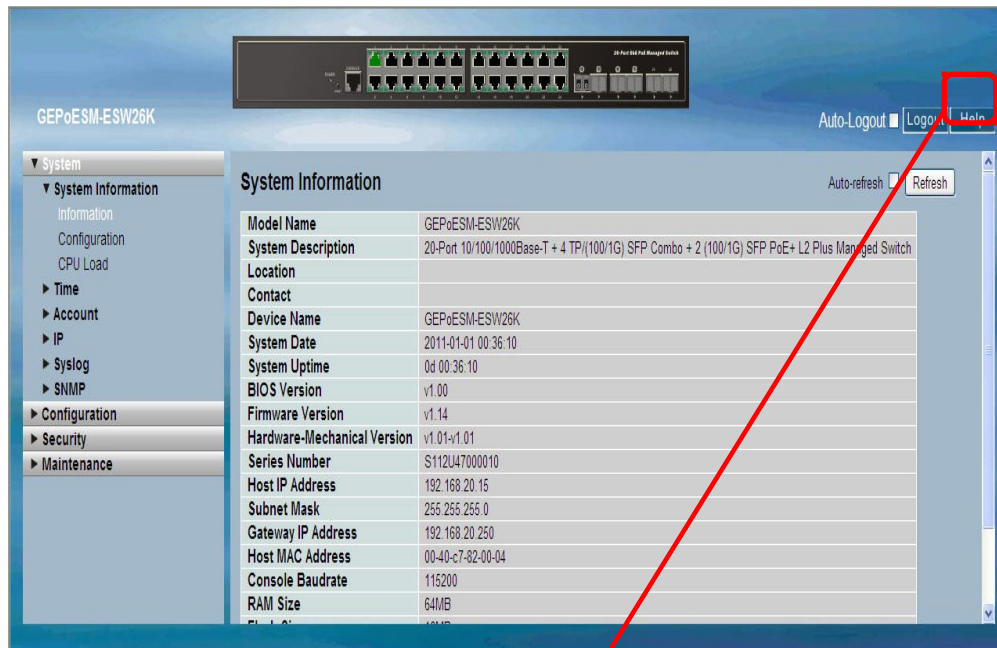 20-Port GbE PoE Managed Switch
GEPoESM-ESW26K
Auto-Logout Logout Help
System
System Information
Information
Configuration
CPU Load
Time
Account
IP
Syslog
SNMP
Configuration
Security
Maintenance
System Information
Auto-refresh Refresh
Model Name GEPoESM-ESW26K
System Description 20-Port 10/100/1000Base-T + 4 TP/(100/1G) SFP Combo + 2 (100/1G) SFP PoE+ L2 Plus Managed Switch
Location
Contact
Device Name GEPoESM-ESW26K
System Date 2011-01-01 00:36:10
System Uptime 0d 00:36:10
BIOS Version v1.00
Firmware Version v1.14
Hardware-Mechanical Version v1.01-v1.01
Series Number S112U47000010
Host IP Address 192.168.20.15
Subnet Mask 255.255.255.0
Gateway IP Address 192.168.20.250
Host MAC Address 00-40-c7-82-00-04
Console Baudrate 115200
RAM Size 64MB